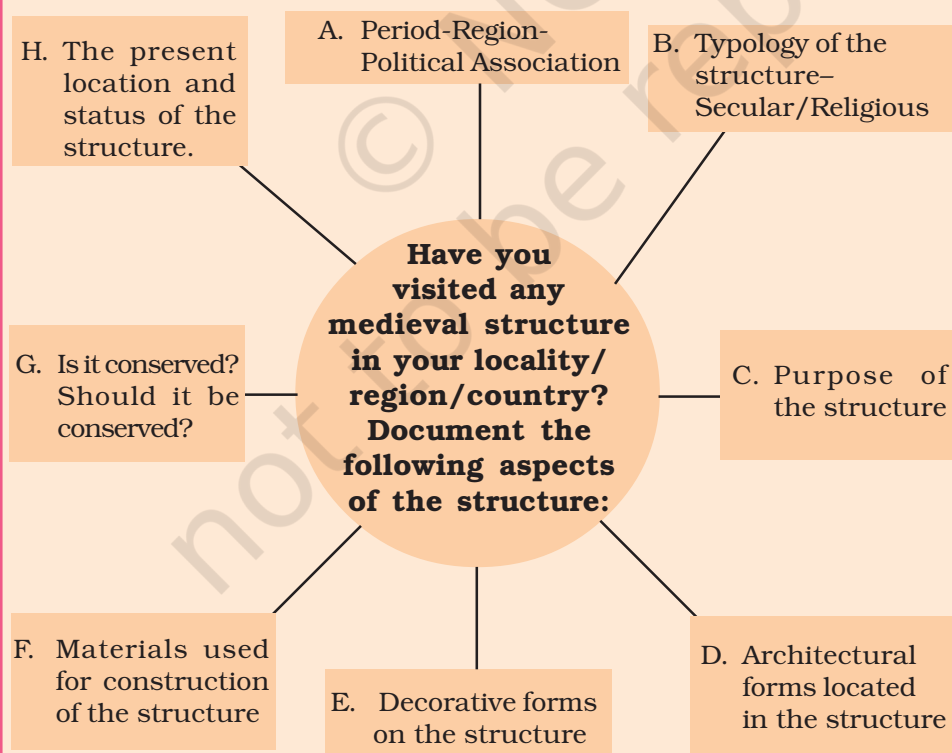 Have you
visited any
medieval structure
in your locality/
region/country?
Document the
following aspects
of the structure:
A. Period-Region-
Political Association
B. Typology of the
structure–
Secular/Religious
C. Purpose of
the structure
D. Architectural
forms located
in the structure
E. Decorative forms
on the structure
F. Materials used
for construction
of the structure
G. Is it conserved?
Should it be
conserved?
H. The present
location and
status of the
structure.
©
not to be